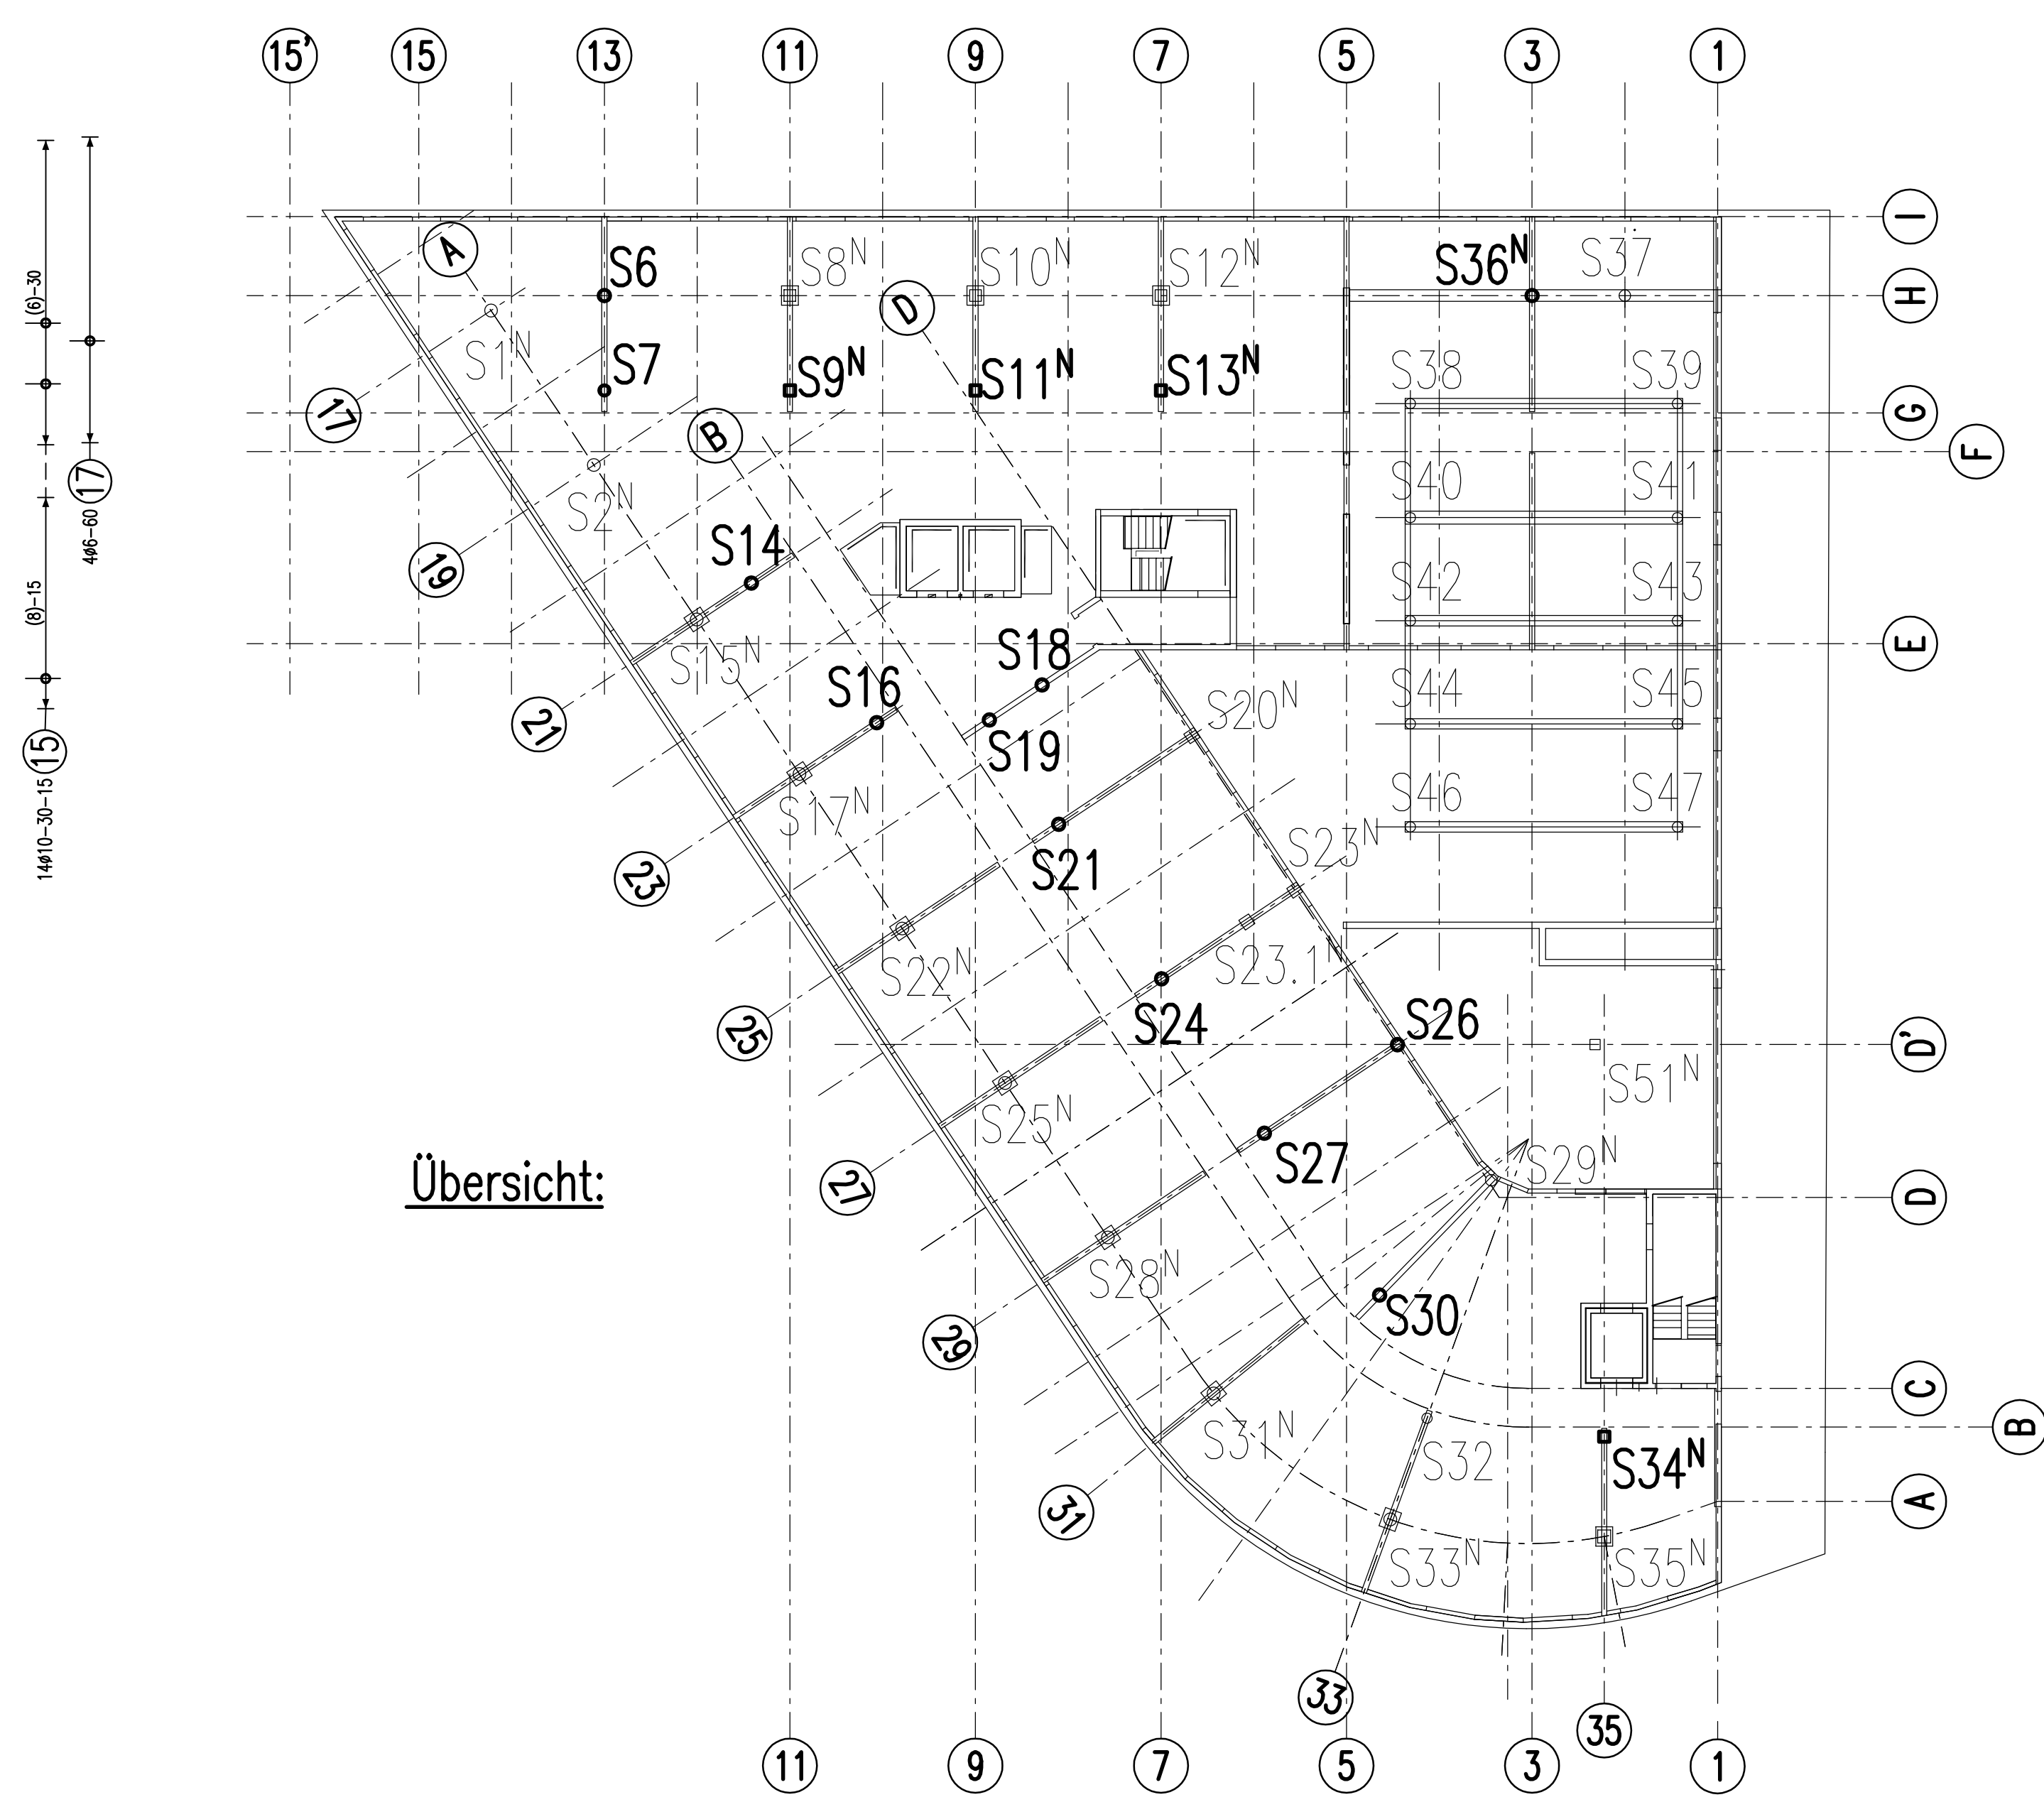 15' 15 13 11 9 7 5 3 1
I
A
S6 S8N S10N S12N S36N S37
H
D
(6)-30
S1N S7 S9N S11N S13N S38 S39
17
G
B
F
17
S40 S41
4ø6-60
S2N
S14
19
(8)-15
S42 S43
E
S15N S18
S16 S44 S45
S20N
21
15
S19
14ø10-30-15
S17N S46 S47
S23N
23
S21
S22N S23.1N
S24 S26
25
D'
S51N
S25N
Übersicht:
S27 S29N
27
D
S28N
S30
29
C
B
S31N S32 S34N
A
31
S33N S35N
33
35
11 9 7 5 3 1